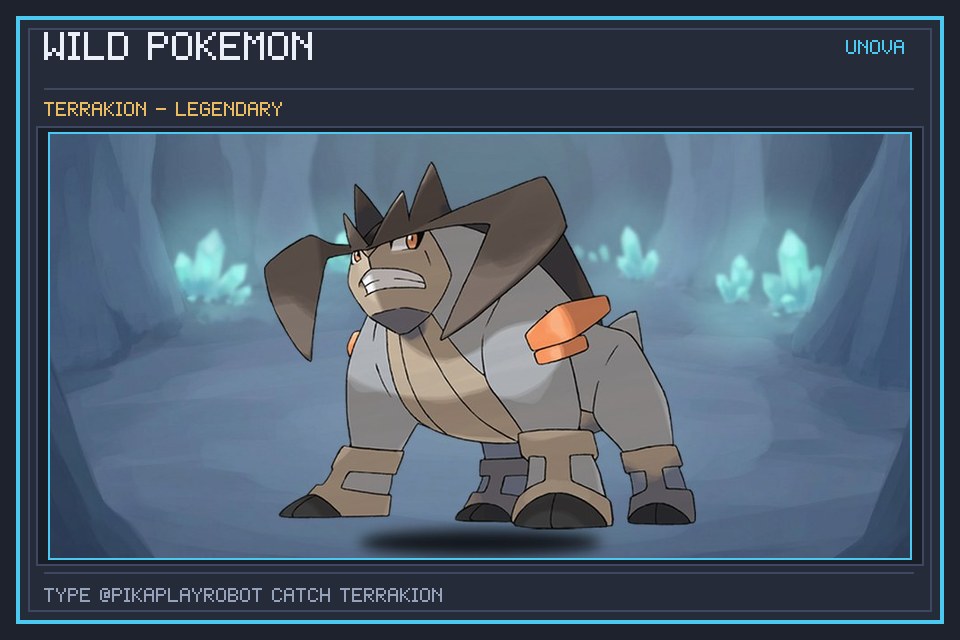 WILD POKEMON
UNOVA
TERRAKION - LEGENDARY
TYPE @PIKAPLAYROBOT CATCH TERRAKION